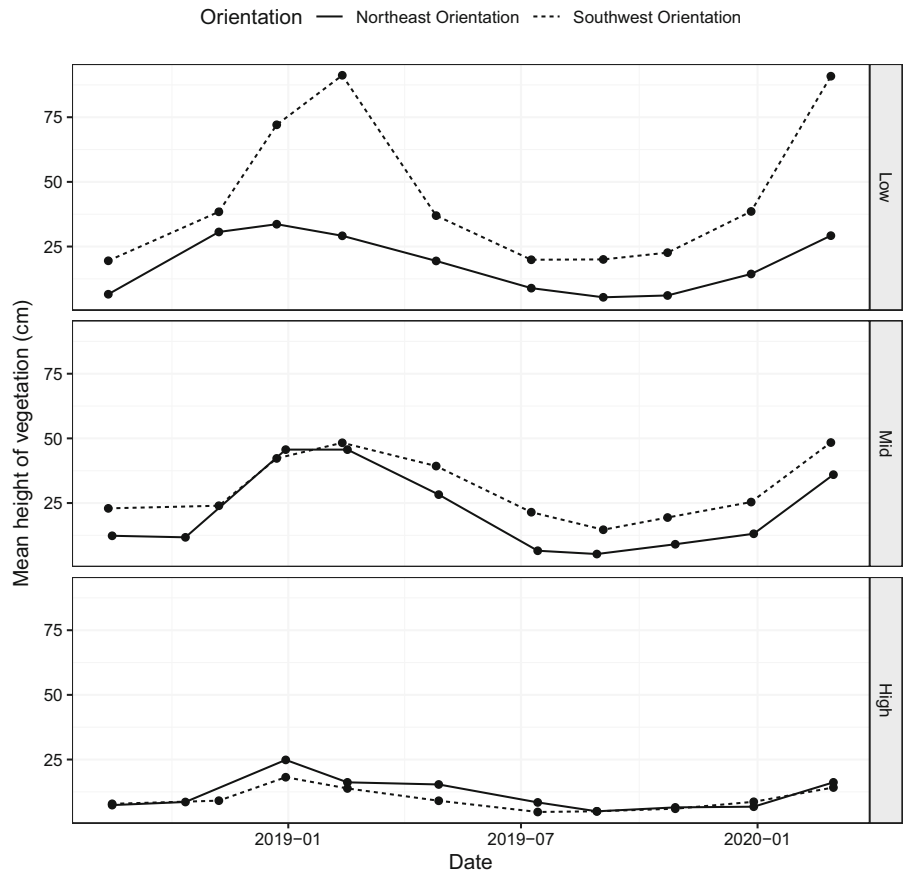 Orientation Northeast Orientation Southwest Orientation
Mean height of vegetation (cm)
75
50
25
Low
75
50
25
Mid
75
50
25
High
2019−01 2019−07 2020−01
Date